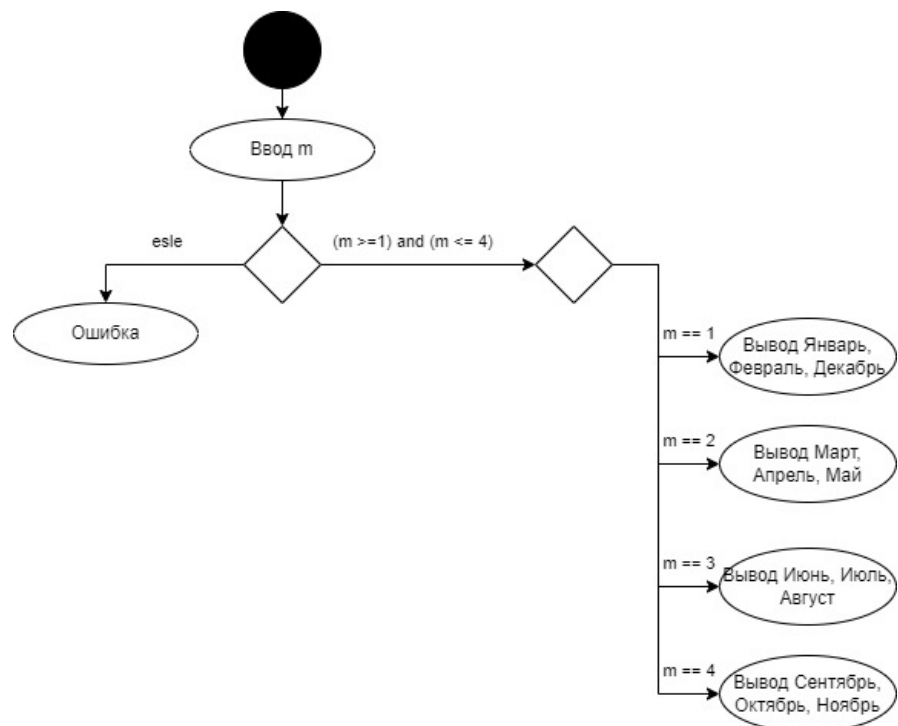 Ввод m
esle
(m >=1) and (m <= 4)
Ошибка
m == 1
Вывод Январь,
Февраль, Декабрь
m == 2
Вывод Март,
Апрель, Май
m == 3
Вывод Июнь, Июль,
Август
m == 4
Вывод Сентябрь,
Октябрь, Ноябрь